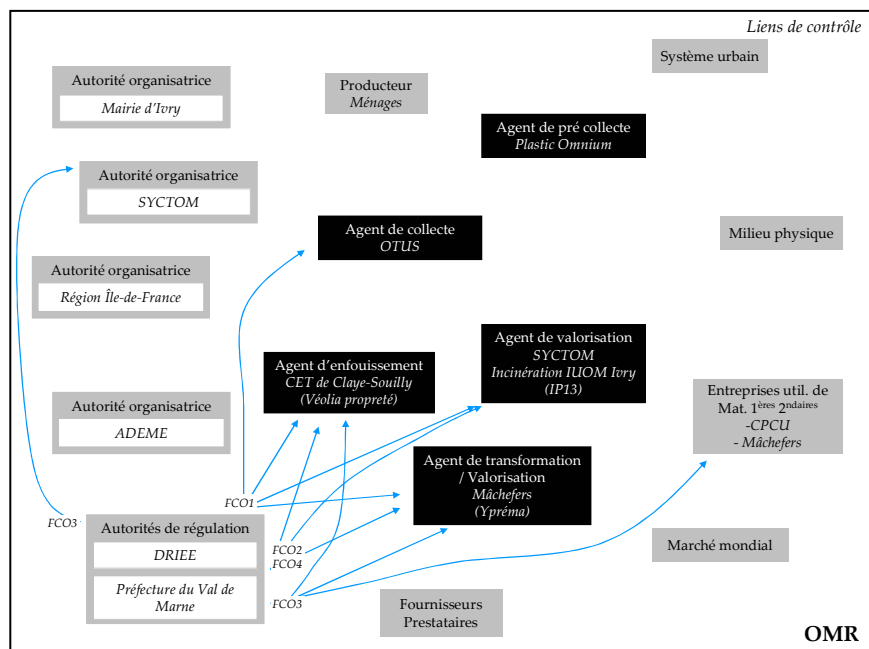 Liens de contrôle
Système urbain
Autorité organisatrice
Mairie d'Ivry
Producteur
Ménages
Agent de pré collecte
Plastic Omnium
Autorité organisatrice
SYCTOM
Agent de collecte
OTUS
Milieu physique
Autorité organisatrice
Région Île-de-France
Agent de valorisation
SYCTOM
Incinération IUOM Ivry
(IP13)
Agent d'enfouissement
CET de Claye-Souilly
(Véolia propreté)
Entreprises util. de
Mat. 1ères 2ndaires
-CPCU
- Mâchefers
Autorité organisatrice
ADEME
Agent de transformation
/ Valorisation
Mâchefers
(Ypréma)
FCO1
FCO3
Autorités de régulation
DRIEE
Préfecture du Val de
Marne
FCO2
FCO4
FCO3
Marché mondial
Fournisseurs
Prestataires
OMR